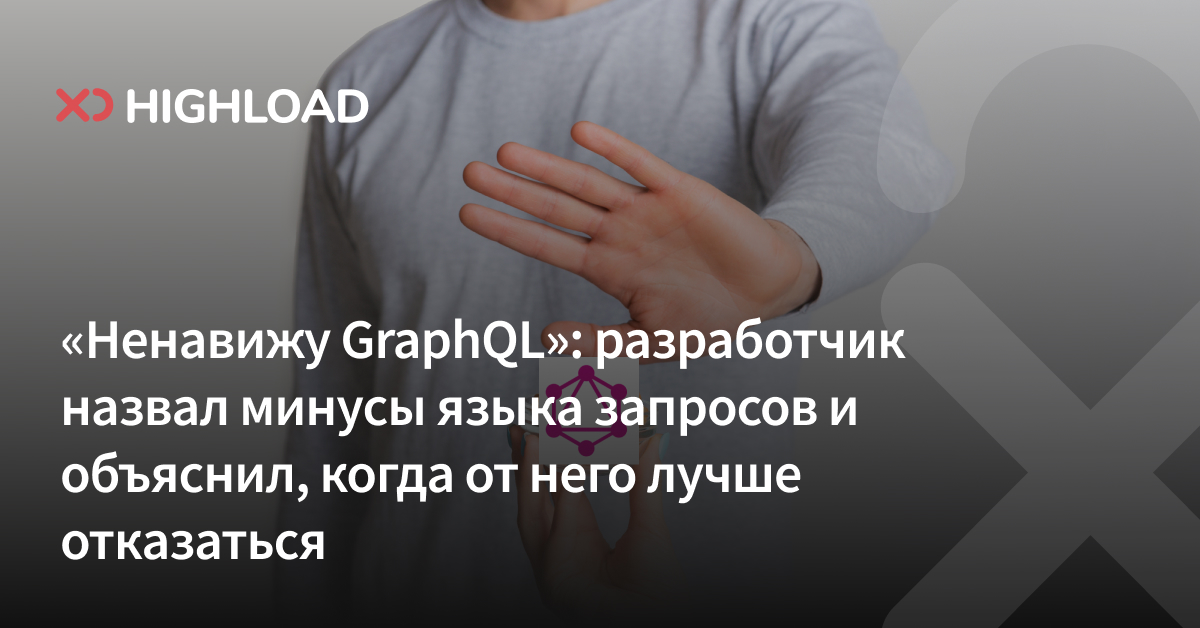 HIGHLOAD
«Ненавижу GraphQL»: разработчик
назвал минусы языка запросов и
объяснил, когда от него лучше
отказаться